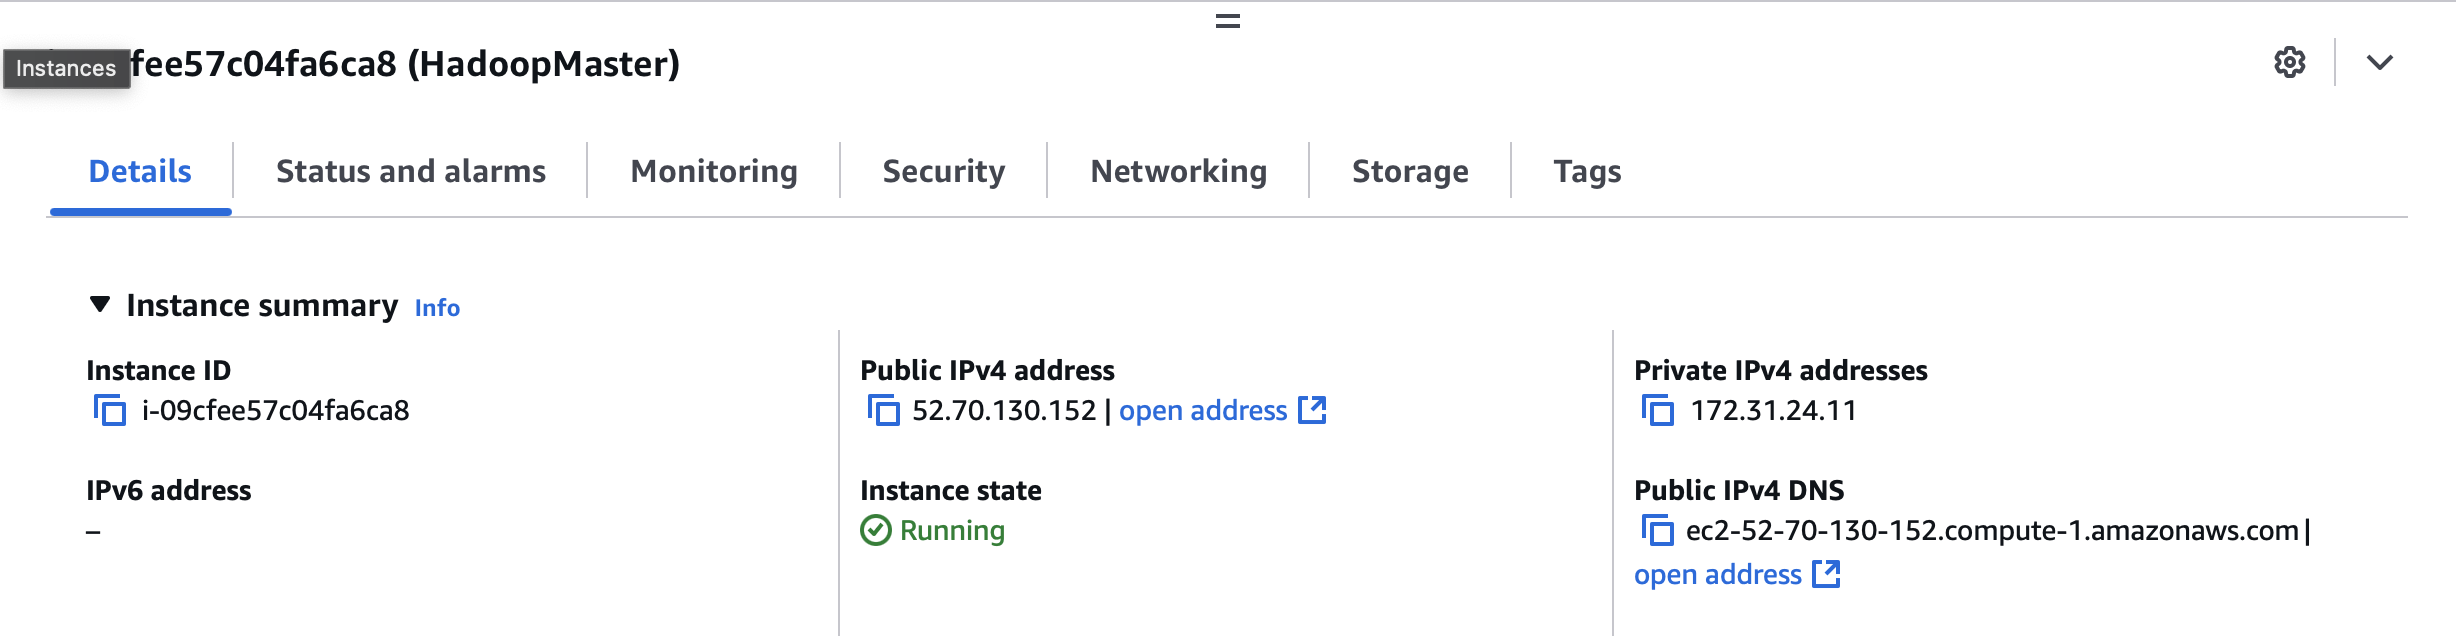 Instances
fee57c04fa6ca8 (HadoopMaster)
Details
Status and alarms
Monitoring
Security
Networking
Storage
Tags
Instance summary Info
Instance ID
i-09cfee57c04fa6ca8
Public IPv4 address
52.70.130.152 | open address
Private IPv4 addresses
172.31.24.11
IPv6 address
–
Instance state
Running
Public IPv4 DNS
ec2-52-70-130-152.compute-1.amazonaws.com |
open address